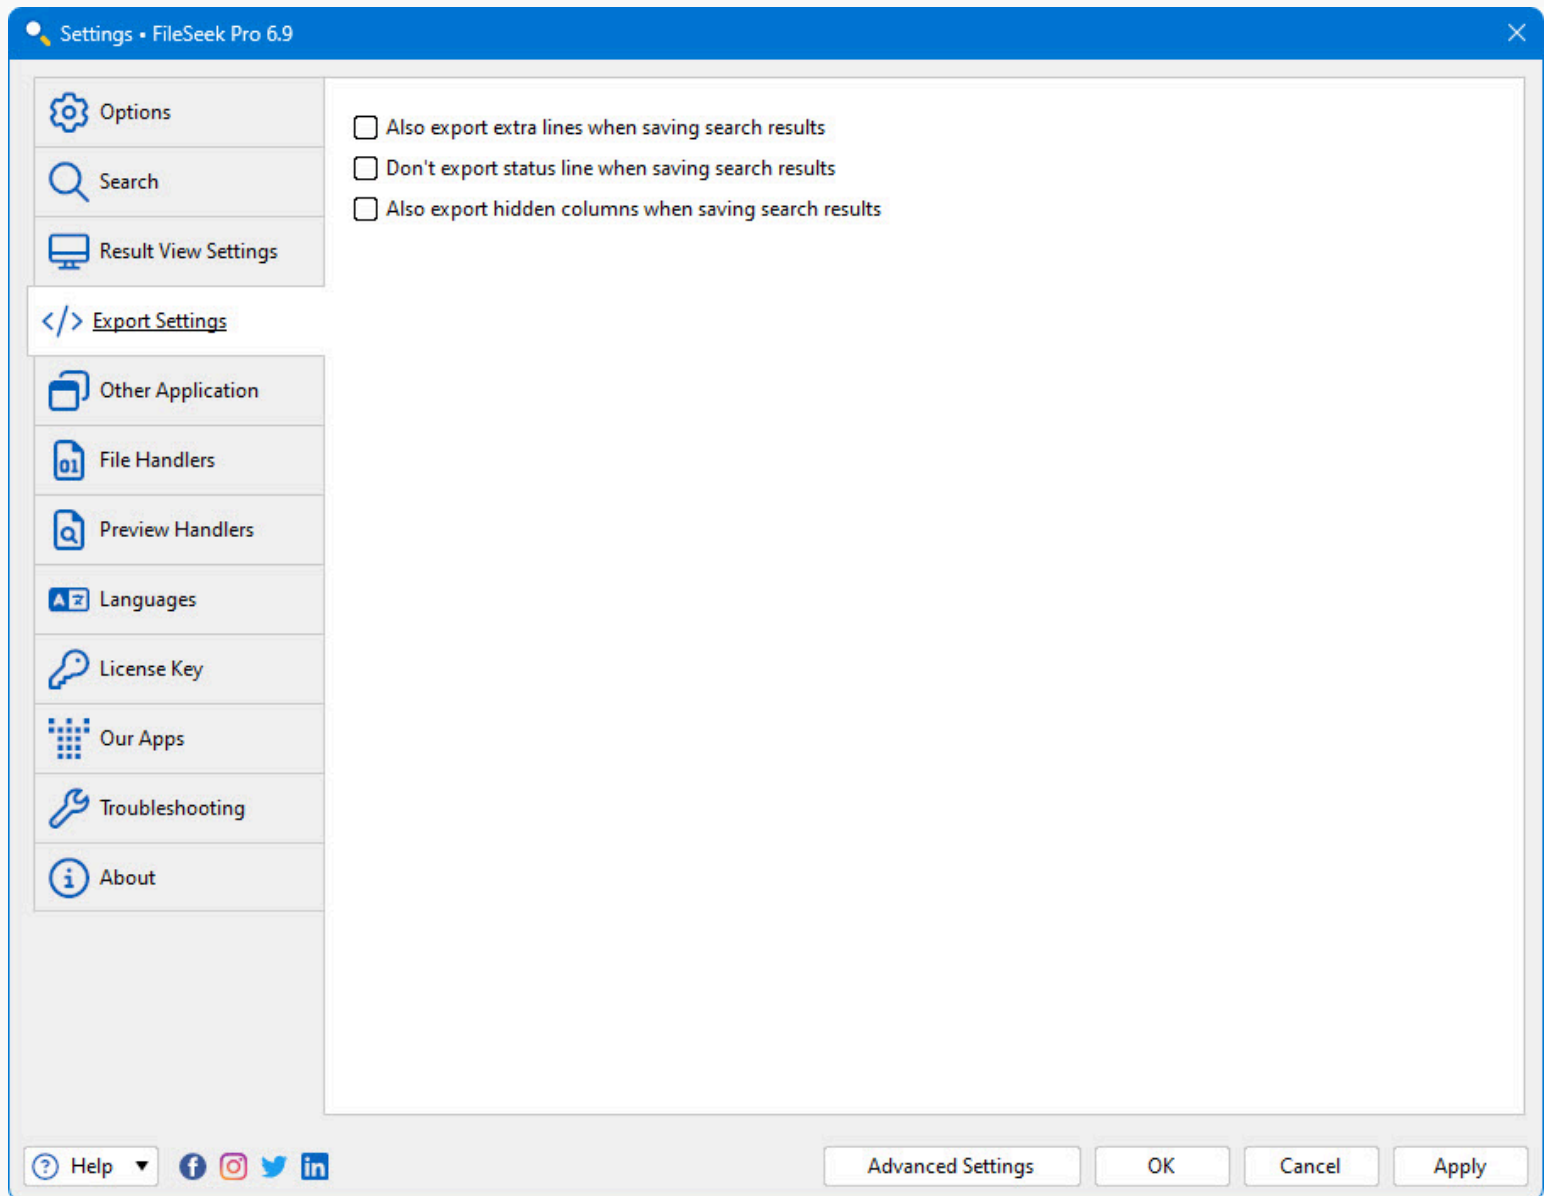 Settings • FileSeek Pro 6.9
Options
Search
Result View Settings
</> Export Settings
Other Application
File Handlers
Preview Handlers
Languages
License Key
Our Apps
Troubleshooting
About
Also export extra lines when saving search results
Don't export status line when saving search results
Also export hidden columns when saving search results
Help
Advanced Settings
OK
Cancel
Apply